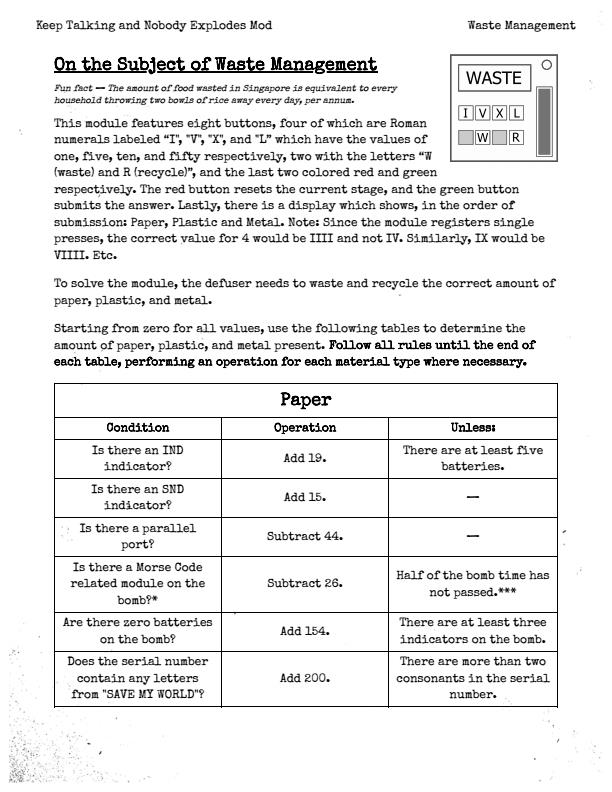 Keep Talking and Nobody Explodes Mod
Waste Management
On the Subject of Waste Management
Fun fact — The amount of food wasted in Singapore is equivalent to every
household throwing two bowls of rice away every day, per annum.
WASTE
I V X L
W R
This module features eight buttons, four of which are Roman
numerals labeled “I”, “V”, “X”, and “L” which have the values of
one, five, ten, and fifty respectively, two with the letters “W
(waste) and R (recycle)”, and the last two colored red and green
respectively. The red button resets the current stage, and the green button
submits the answer. Lastly, there is a display which shows, in the order of
submission: Paper, Plastic and Metal. Note: Since the module registers single
presses, the correct value for 4 would be IIII and not IV. Similarly, IX would be
VIIII. Etc.
To solve the module, the defuser needs to waste and recycle the correct amount of
paper, plastic, and metal.
Starting from zero for all values, use the following tables to determine the
amount of paper, plastic, and metal present. Follow all rules until the end of
each table, performing an operation for each material type where necessary.
Paper
Condition
Operation
Unless:
Is there an IND
indicator?
Add 19.
There are at least five
batteries.
Is there an SND
indicator?
Add 15.
—
Is there a parallel
port?
Subtract 44.
—
Is there a Morse Code
related module on the
bomb?*
Subtract 26.
Half of the bomb time has
not passed.***
Are there zero batteries
on the bomb?
Add 154.
There are at least three
indicators on the bomb.
Does the serial number
contain any letters
from "SAVE MY WORLD"?
Add 200.
There are more than two
consonants in the serial
number.